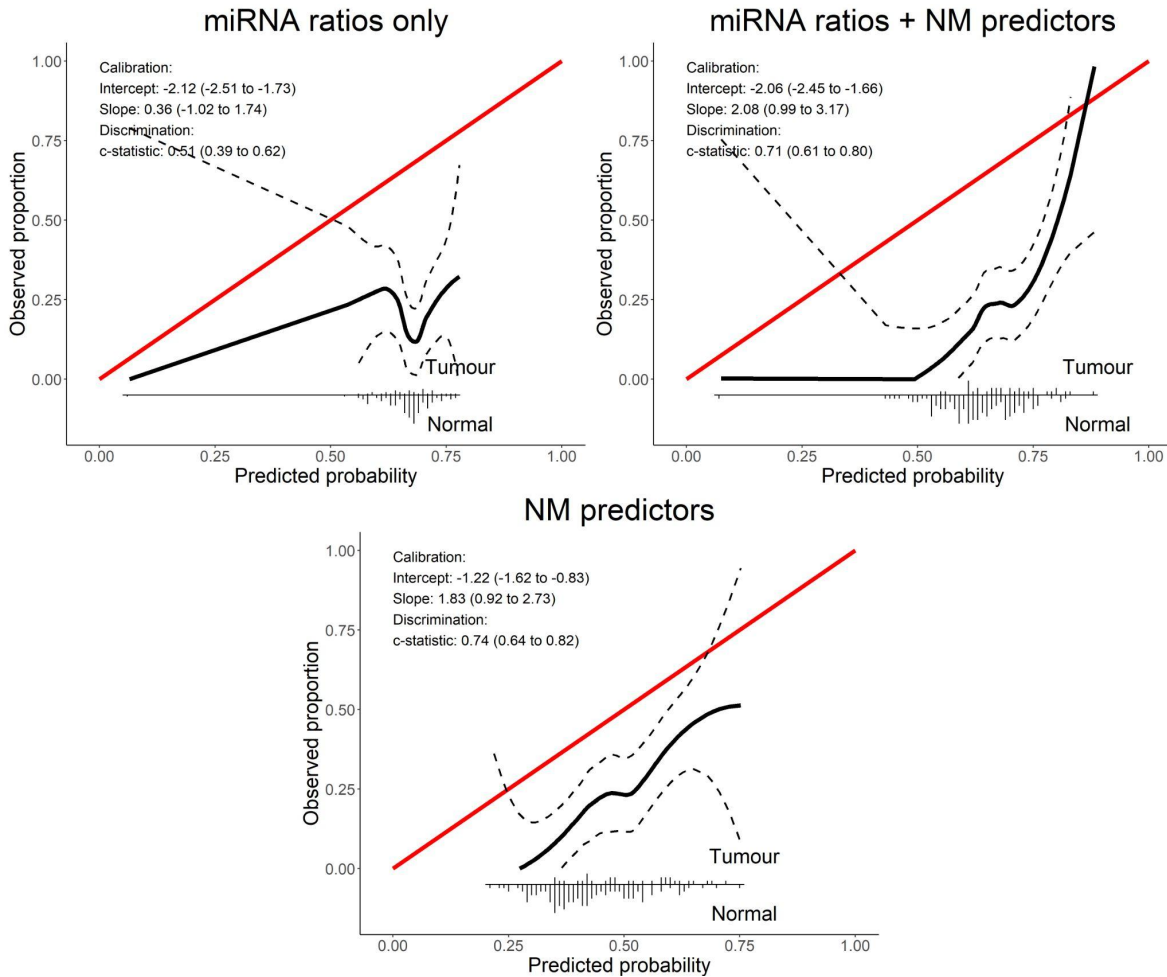 miRNA ratios only
1.00
0.75
0.50
0.25
0.00
Observed proportion
Calibration:
Intercept: -2.12 (-2.51 to -1.73)
Slope: 0.36 (-1.02 to 1.74)
Discrimination:
c-statistic: 0.51 (0.39 to 0.62)
Tumour
Normal
0.00 0.25 0.50 0.75 1.00
Predicted probability
miRNA ratios + NM predictors
1.00
0.75
0.50
0.25
0.00
Observed proportion
Calibration:
Intercept: -2.06 (-2.45 to -1.66)
Slope: 2.08 (0.99 to 3.17)
Discrimination:
c-statistic: 0.71 (0.61 to 0.80)
Tumour
Normal
0.00 0.25 0.50 0.75 1.00
Predicted probability
NM predictors
1.00
0.75
0.50
0.25
0.00
Observed proportion
Calibration:
Intercept: -1.22 (-1.62 to -0.83)
Slope: 1.83 (0.92 to 2.73)
Discrimination:
c-statistic: 0.74 (0.64 to 0.82)
Tumour
Normal
0.00 0.25 0.50 0.75 1.00
Predicted probability